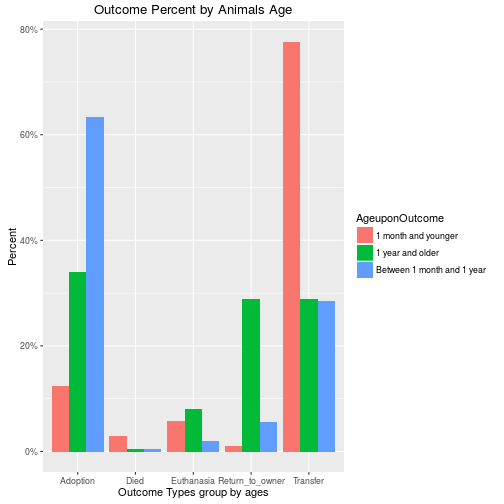 Outcome Percent by Animals Age
80%
60%
40%
20%
0%
Percent
Adoption Died Euthanasia Return_to_owner Transfer
Outcome Types group by ages
AgeuponOutcome
1 month and younger
1 year and older
Between 1 month and 1 year